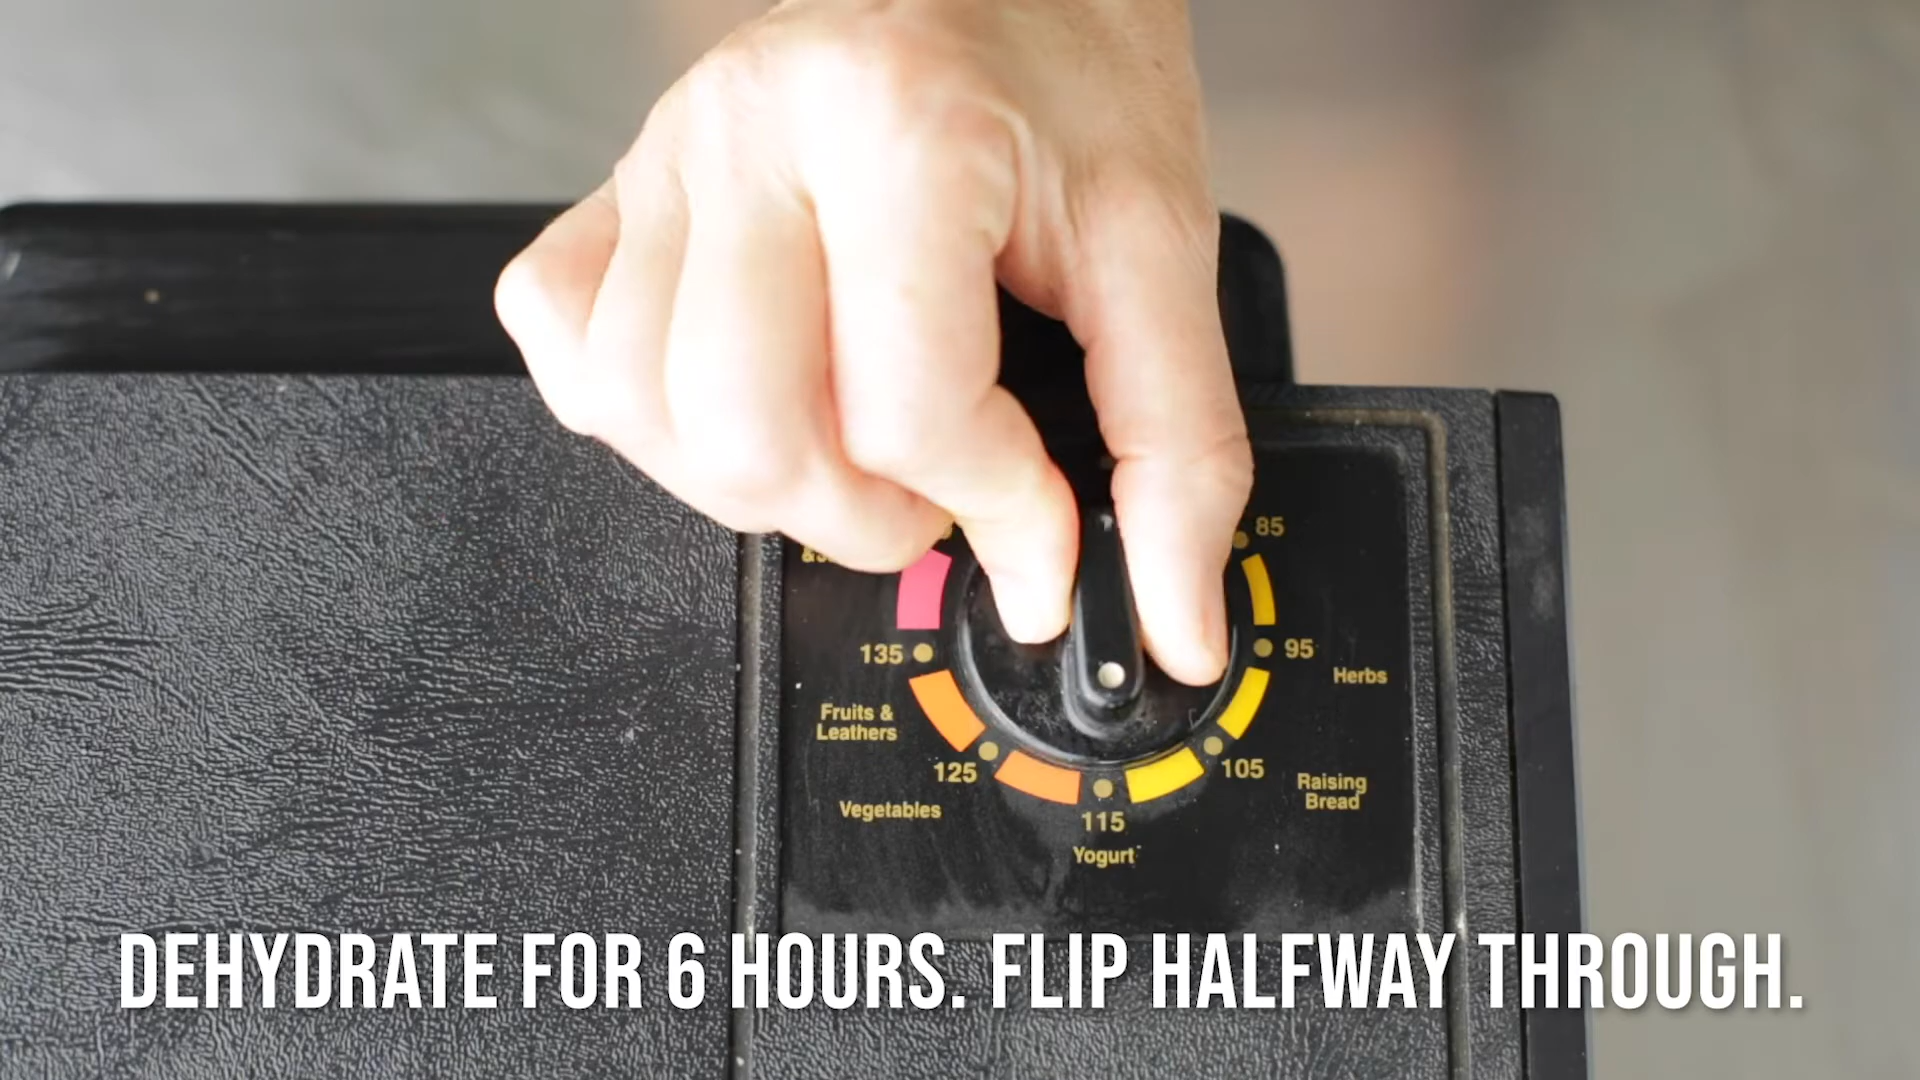 85
135
95
Herbs
Fruits &
Leathers
125
105
Raising
Bread
Vegetables
115
Yogurt
DEHYDRATE FOR 6 HOURS. FLIP HALFWAY THROUGH.